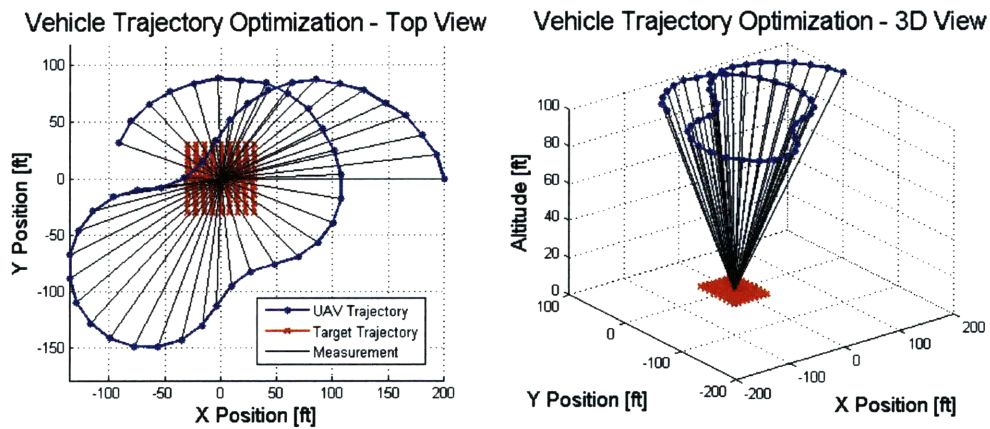 Vehicle Trajectory Optimization - Top View
100
50
0
-50
-100
-150
Y Position [ft]
-100 -50 0 50 100 150 200
X Position [ft]
UAV Trajectory
Target Trajectory
Measurement
Vehicle Trajectory Optimization - 3D View
100
80
60
40
20
0
Altitude [ft]
100
0
-100
-200
Y Position [ft]
-200
-100
0
100
200
X Position [ft]